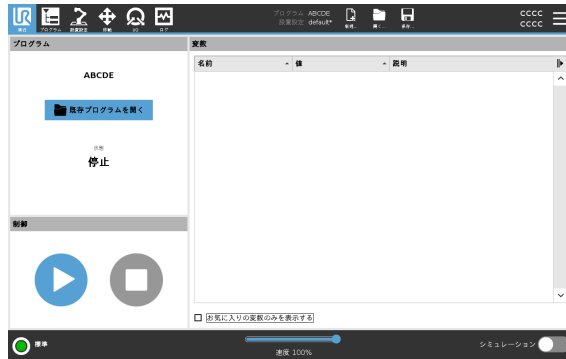 UR
実行 プログラム 設置設定 移動 I/O ログ
プログラム ABCDE
設置設定 default*
新規... 開く... 保存...
CCCC
CCCC
プログラム
ABCDE
既存プログラムを開く
状態
停止
制御
変数
名前 値 説明
お気に入りの変数のみを表示する
標準
速度 100%
シミュレーション